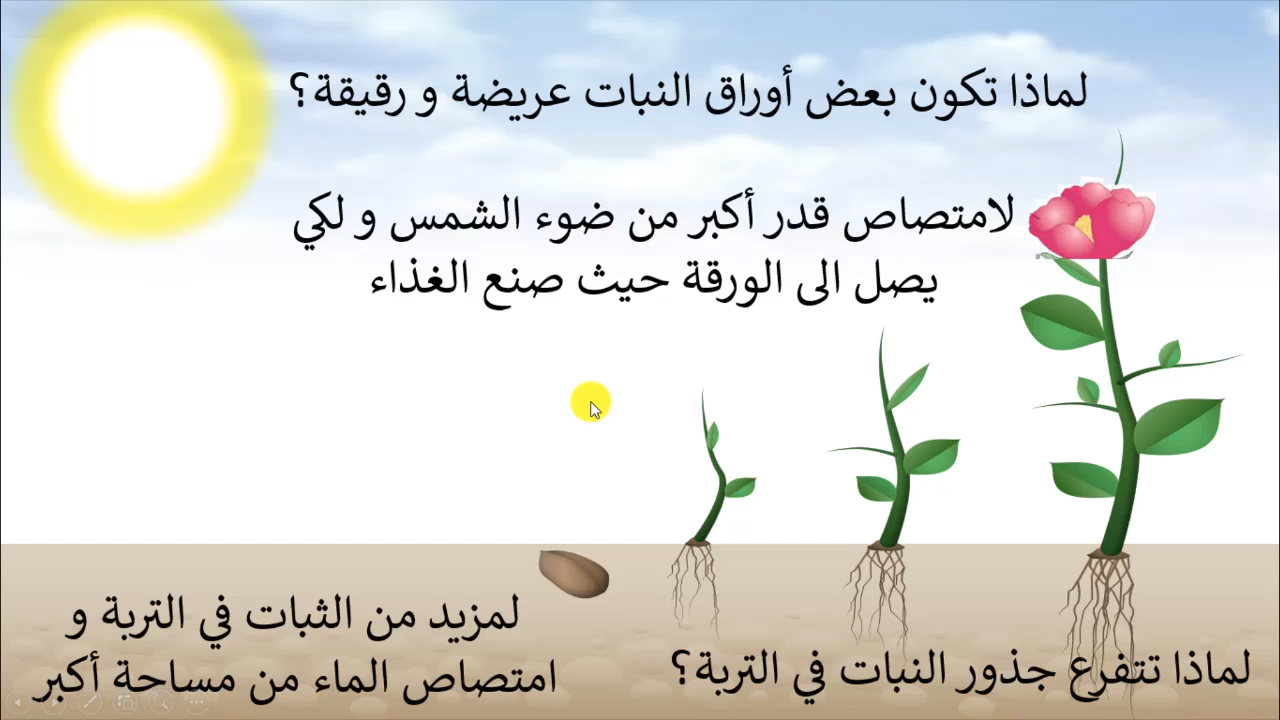 لماذا تكون بعض أوراق النبات عريضة و رقيقة؟
لامتصاص قدر أكبر من ضوء الشمس و لكي
يصل الى الورقة حيث صنع الغذاء
لماذا تتفرع جذور النبات في التربة؟
لمزيد من الثبات في التربة و
امتصاص الماء من مساحة أكبر